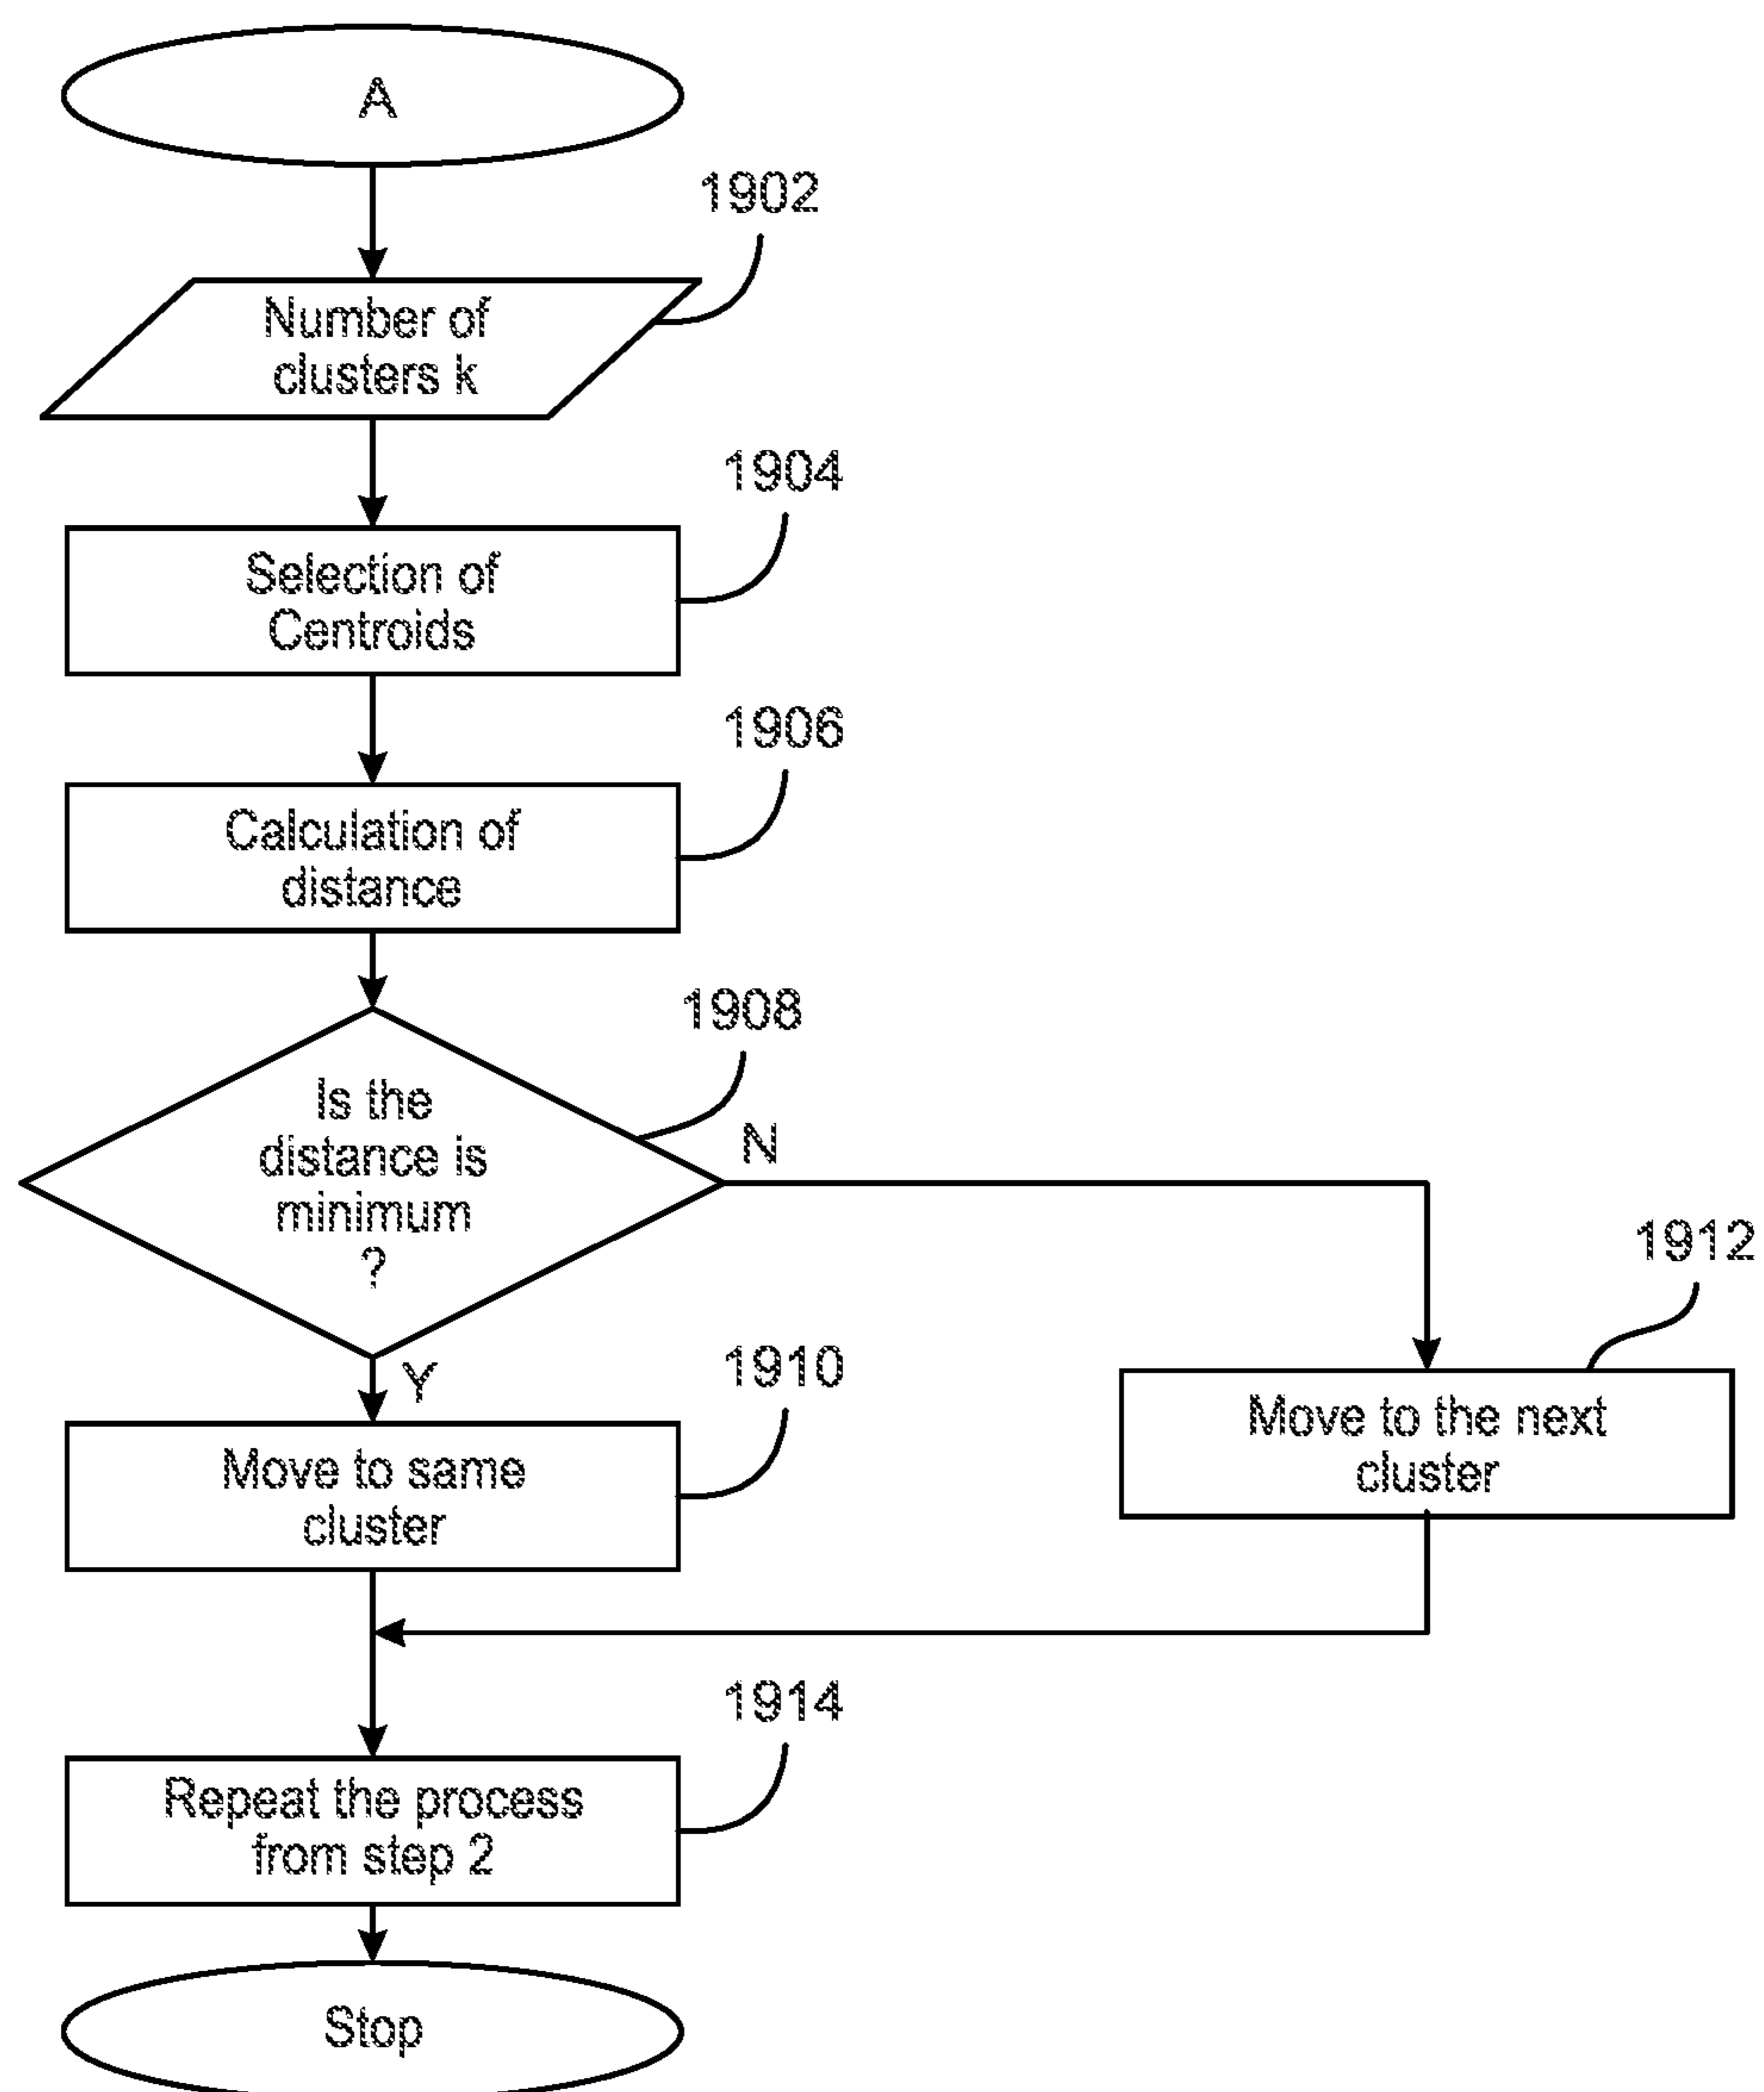 A
1902
Number of
clusters k
1904
Selection of
Centroids
1906
Calculation of
distance
1908
Is the
distance is
minimum
?
N
Y
1910
Move to same
cluster
1912
Move to the next
cluster
1914
Repeat the process
from step 2
Stop